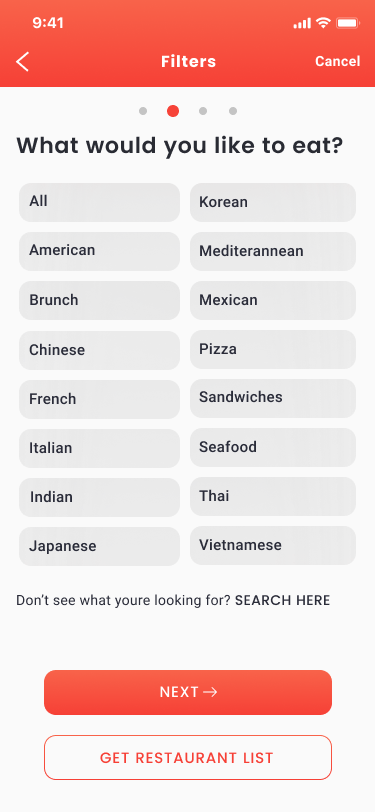 9:41
Filters
Cancel
What would you like to eat?
All
Korean
American
Mediterannean
Brunch
Mexican
Chinese
Pizza
French
Sandwiches
Italian
Seafood
Indian
Thai
Japanese
Vietnamese
Don't see what youre looking for? SEARCH HERE
NEXT →
GET RESTAURANT LIST